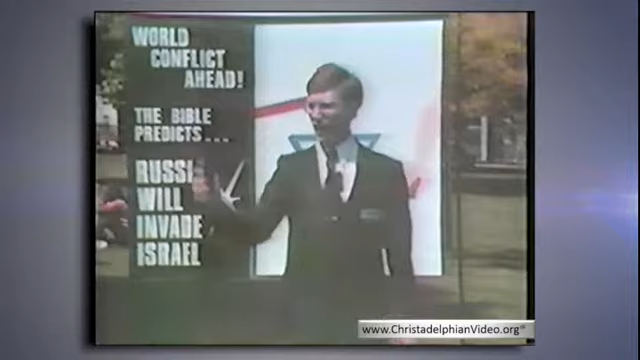 WORLD
CONFLICT
AHEAD!
THE BIBLE
PREDICTS...
RUSSI
WILL
INVADE
ISRAEL
www.ChristadelphianVideo.org®